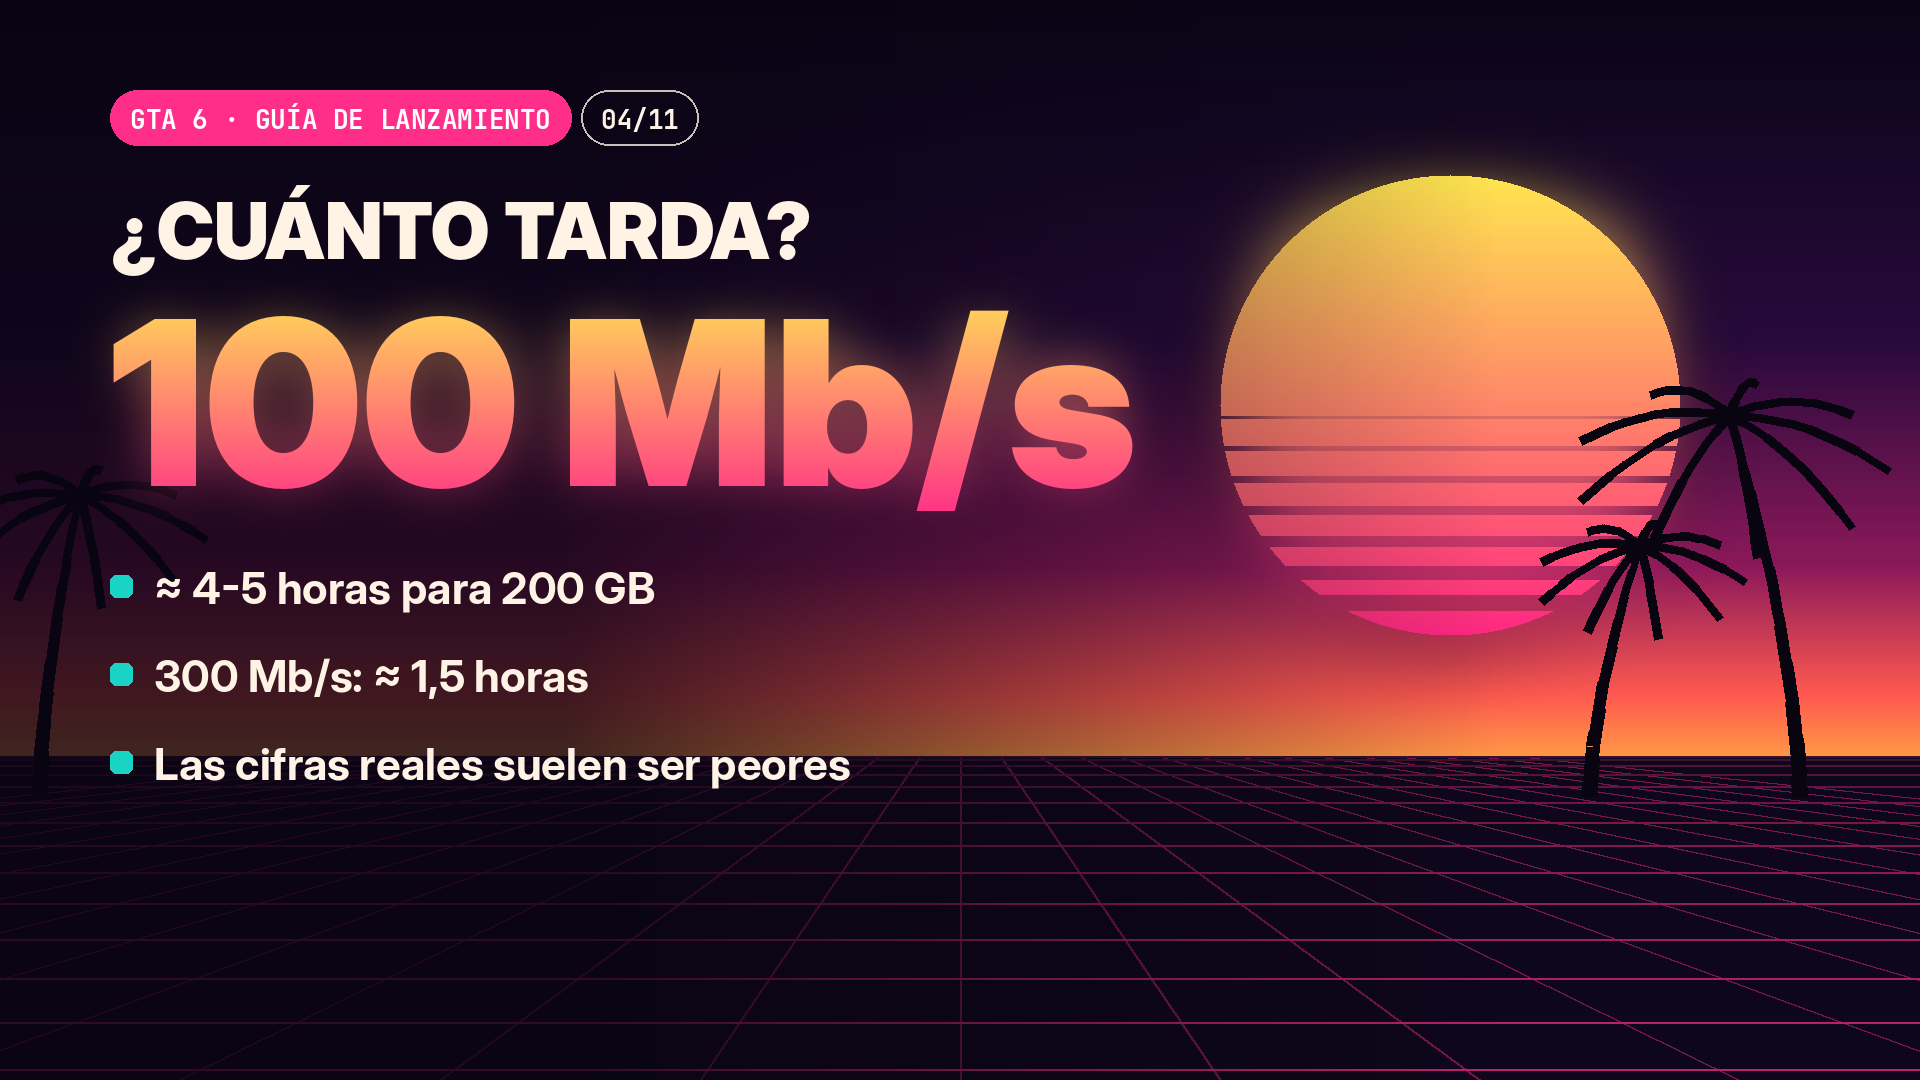 GTA 6 · GUÍA DE LANZAMIENTO
04/11
¿CUÁNTO TARDA?
100 Mb/s
≈ 4-5 horas para 200 GB
300 Mb/s: ≈ 1,5 horas
Las cifras reales suelen ser peores